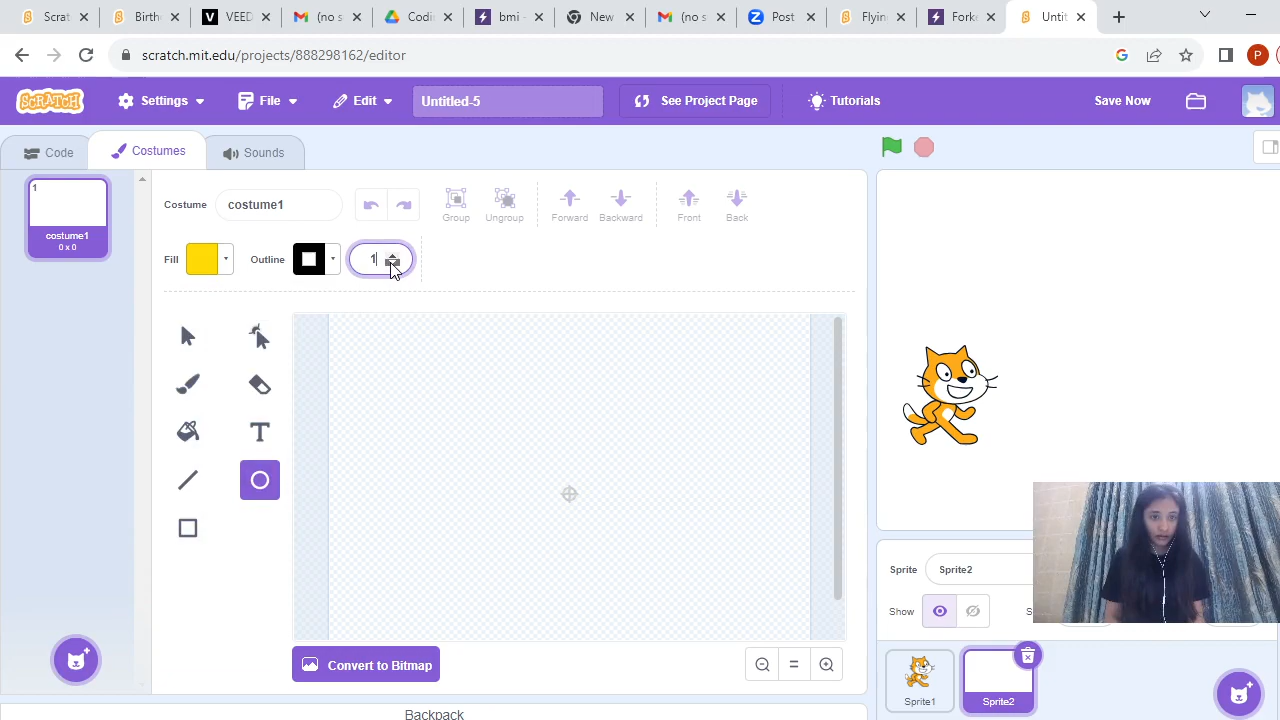 Scrat
Birth
VEED
(no s
Codi
bmi -
New
(no s
Post
Flyin
Forke
Untit
scratch.mit.edu/projects/888298162/editor
P
SCRATCH
Settings
File
Edit
Untitled-5
See Project Page
Tutorials
Save Now
Code
Costumes
Sounds
1
costume1
0 x 0
Costume
costume1
Group
Ungroup
Forward
Backward
Front
Back
Fill
Outline
1
T
Convert to Bitmap
Backpack
Sprite
Sprite2
Show
S
Sprite1
Sprite2